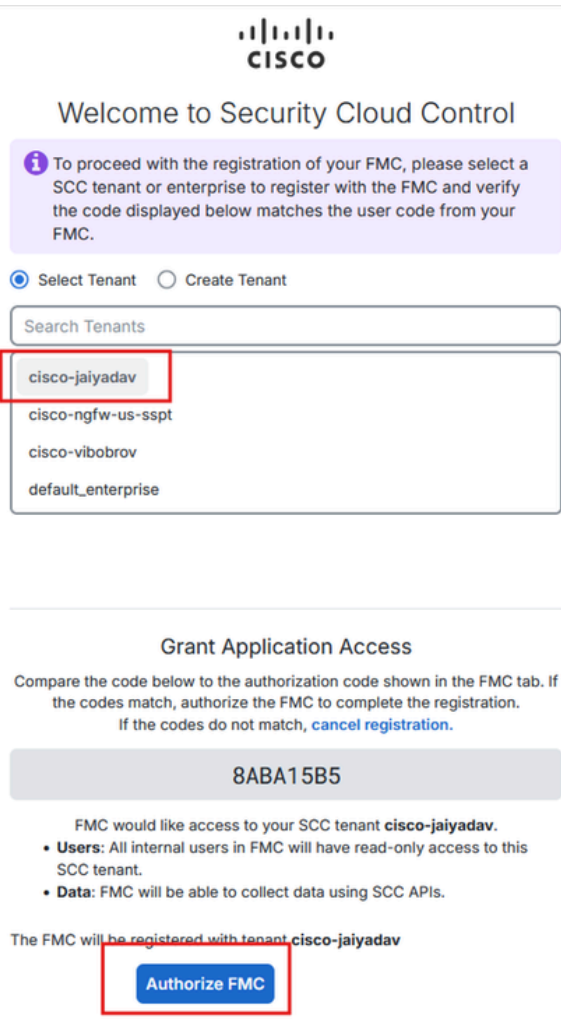 CISCO
Welcome to Security Cloud Control
To proceed with the registration of your FMC, please select a
SCC tenant or enterprise to register with the FMC and verify
the code displayed below matches the user code from your
FMC.
Select Tenant Create Tenant
Search Tenants
cisco-jaiyadav
cisco-ngfw-us-sspt
cisco-vibobrov
default_enterprise
Grant Application Access
Compare the code below to the authorization code shown in the FMC tab. If
the codes match, authorize the FMC to complete the registration.
If the codes do not match, cancel registration.
8ABA15B5
FMC would like access to your SCC tenant cisco-jaiyadav.
• Users: All internal users in FMC will have read-only access to this
SCC tenant.
• Data: FMC will be able to collect data using SCC APIs.
The FMC will be registered with tenant cisco-jaiyadav
Authorize FMC